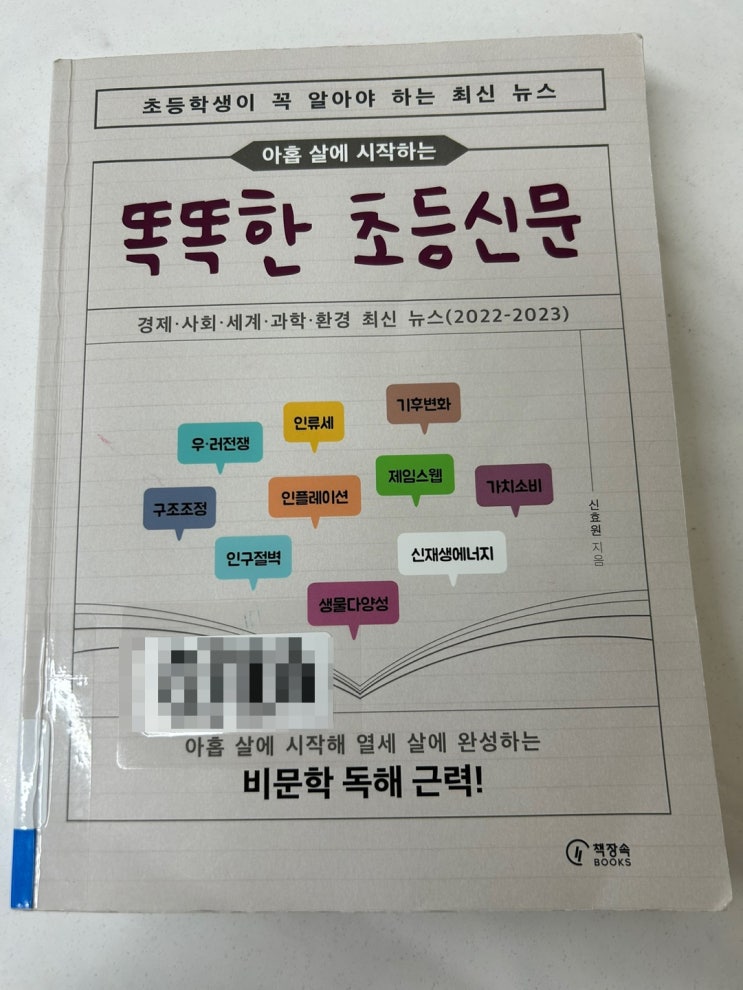 초등학생이 꼭 알아야 하는 최신 뉴스
아홉 살에 시작하는
똑똑한 초등신문
경제·사회·세계·과학·환경 최신 뉴스(2022-2023)
기후변화
인류세
우·러전쟁
제임스웹
가치소비
인플레이션
구조조정
신효원 지음
인구절벽
신재생에너지
생물다양성
아홉 살에 시작해 열세 살에 완성하는
비문학 독해 근력!
책장속
BOOKS